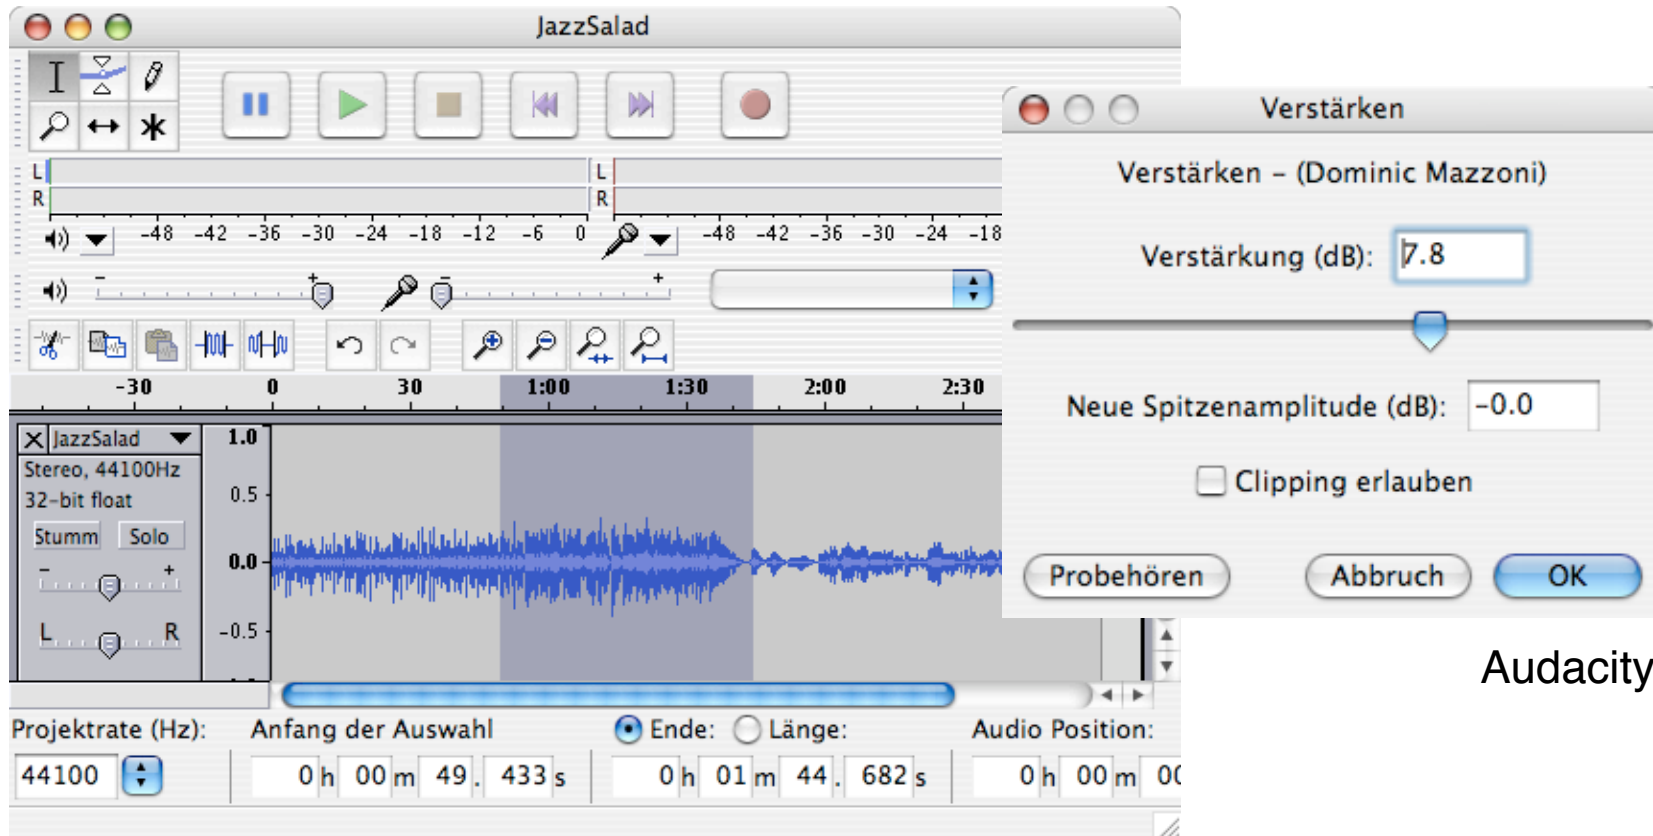 JazzSalad
L
R
-48 -42 -36 -30 -24 -18 -12 -6 0
L
R
-48 -42 -36 -30 -24 -18
- +
- +
-30 0 30 1:00 1:30 2:00 2:30
JazzSalad
Stereo, 44100Hz
32-bit float
Stumm Solo
- +
L R
1.0
0.5
0.0
-0.5
Projektrate (Hz): Anfang der Auswahl Ende: Länge: Audio Position:
44100 0 h 00 m 49. 433 s 0 h 01 m 44. 682 s 0 h 00 m 00
Verstärken
Verstärken – (Dominic Mazzoni)
Verstärkung (dB): 7.8
Neue Spitzenamplitude (dB): -0.0
Clipping erlauben
Probehören Abbruch OK
Audacity